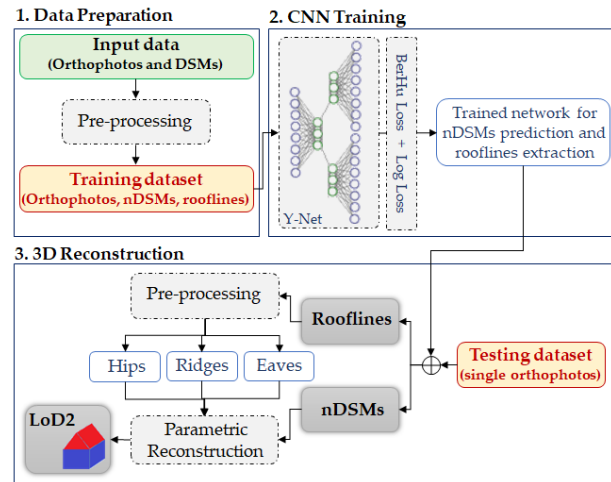 1. Data Preparation
Input data
(Orthophotos and DSMs)
Pre-processing
Training dataset
(Orthophotos, nDSMs, rooflines)
2. CNN Training
Y-Net
BerHu Loss + Log Loss
Trained network for
nDSMs prediction and
rooflines extraction
3. 3D Reconstruction
Pre-processing
Rooflines
Hips
Ridges
Eaves
Testing dataset
(single orthophotos)
nDSMs
Parametric
Reconstruction
LoD2